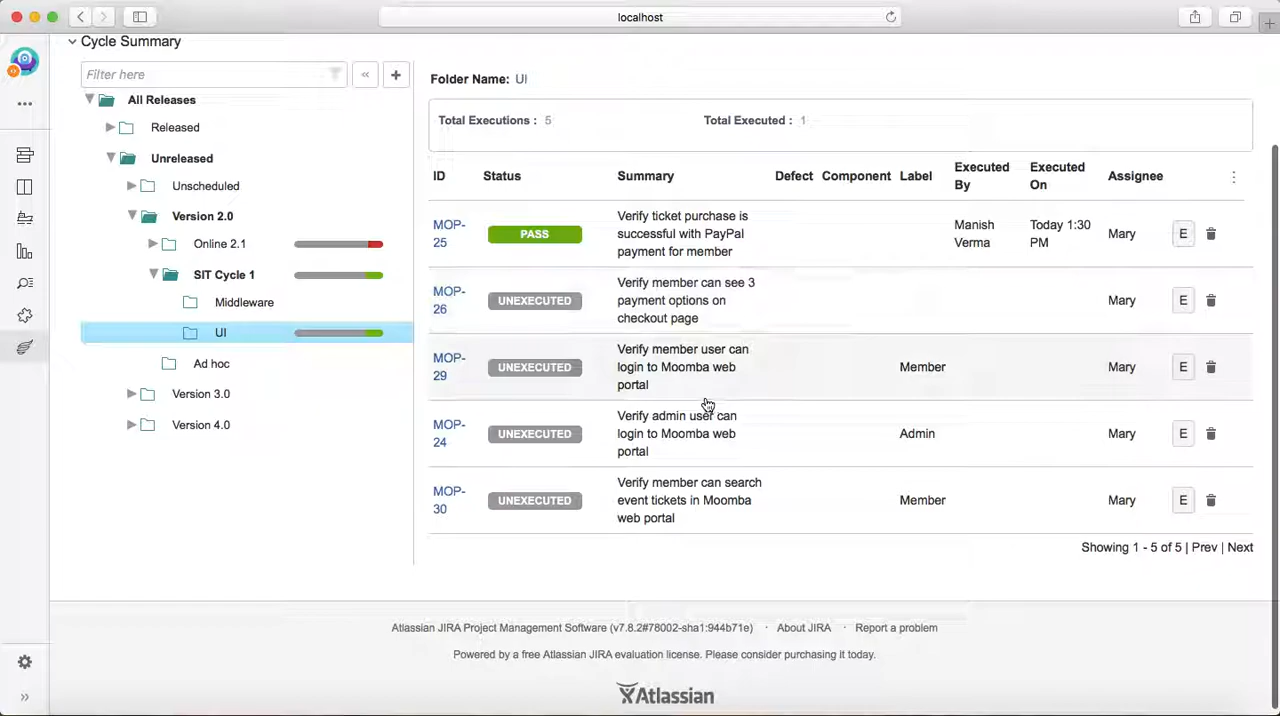 localhost
Cycle Summary
Filter here
«
+
All Releases
Released
Unreleased
Unscheduled
Version 2.0
Online 2.1
SIT Cycle 1
Middleware
UI
Ad hoc
Version 3.0
Version 4.0
Folder Name: UI
Total Executions : 5
Total Executed : 1
ID
Status
Summary
Defect
Component
Label
Executed
By
Executed
On
Assignee
MOP-
25
PASS
Verify ticket purchase is
successful with PayPal
payment for member
Manish
Verma
Today 1:30
PM
Mary
E
MOP-
26
UNEXECUTED
Verify member can see 3
payment options on
checkout page
Mary
E
MOP-
29
UNEXECUTED
Verify member user can
login to Moomba web
portal
Member
Mary
E
MOP-
24
UNEXECUTED
Verify admin user can
login to Moomba web
portal
Admin
Mary
E
MOP-
30
UNEXECUTED
Verify member can search
event tickets in Moomba
web portal
Member
Mary
E
Showing 1 - 5 of 5 | Prev | Next
Atlassian JIRA Project Management Software (v7.8.2#78002-sha1:944b71e) · About JIRA · Report a problem
Powered by a free Atlassian JIRA evaluation license. Please consider purchasing it today.
Atlassian